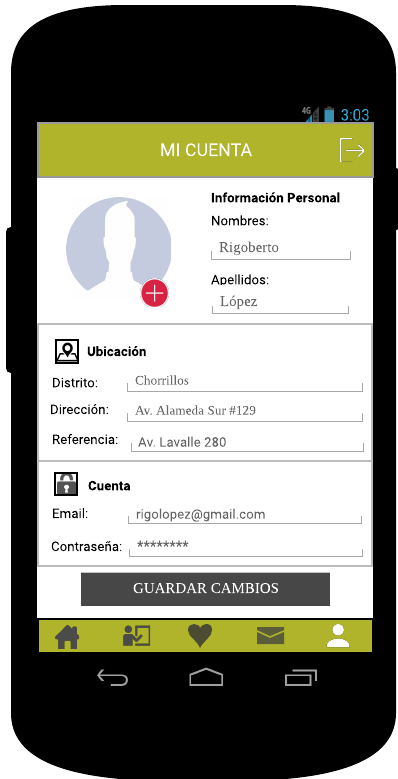 4G 3:03
MI CUENTA
Información Personal
Nombres:
Rigoberto
Apellidos:
López
Ubicación
Distrito: Chorrillos
Dirección: Av. Alameda Sur #129
Referencia: Av. Lavalle 280
Cuenta
Email: rigolopez@gmail.com
Contraseña: ********
GUARDAR CAMBIOS